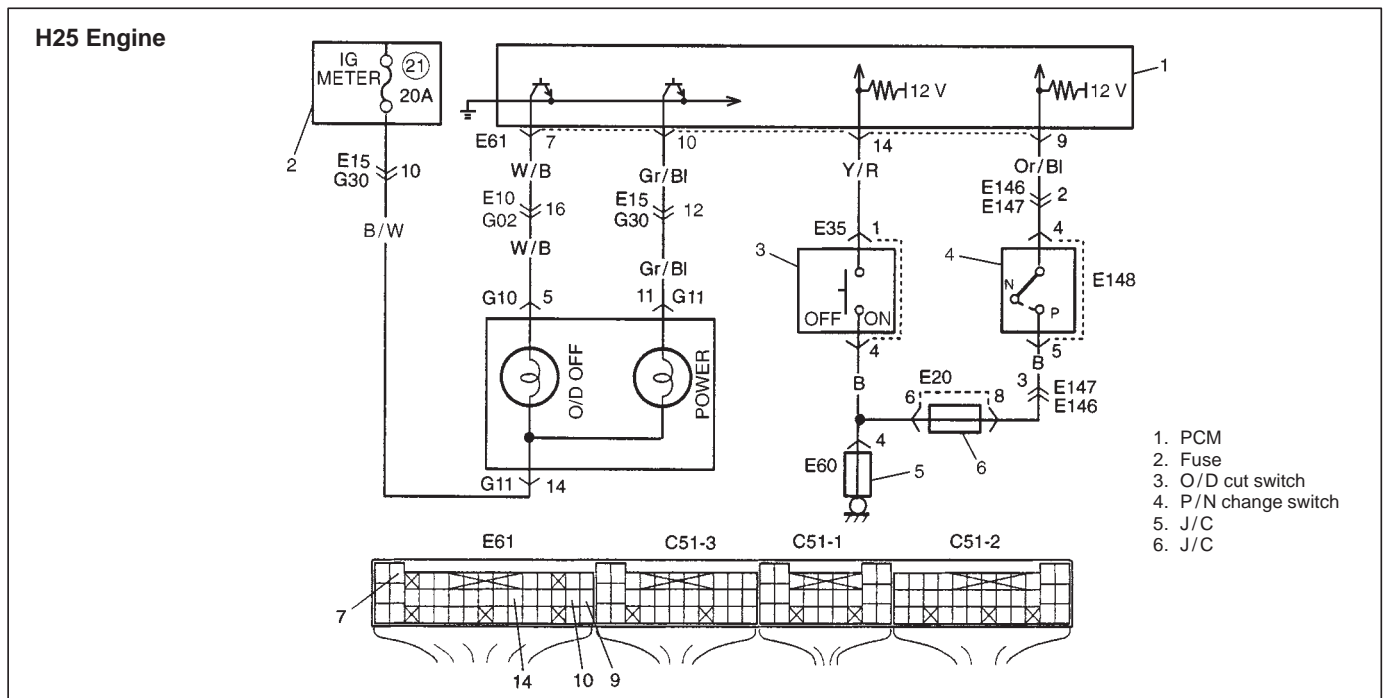 H25 Engine
IG
METER
21
20A
2
E15
G30
10
B/W
12 V
12 V
1
E61
7
10
14
9
W/B
Gr/Bl
Y/R
Or/Bl
E10
G02
16
E15
G30
12
E146
E147
2
W/B
Gr/Bl
E35
1
4
3
4
E148
N
P
OFF
ON
G10
5
11
G11
O/D OFF
POWER
4
5
B
B
E20
6
8
3
E147
E146
4
E60
5
6
G11
14
1. PCM
2. Fuse
3. O/D cut switch
4. P/N change switch
5. J/C
6. J/C
E61
C51-3
C51-1
C51-2
7
14
10
9